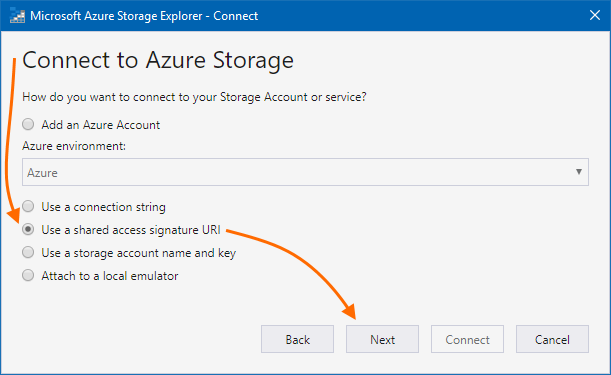 Microsoft Azure Storage Explorer - Connect
Connect to Azure Storage
How do you want to connect to your Storage Account or service?
Add an Azure Account
Azure environment:
Azure
Use a connection string
Use a shared access signature URI
Use a storage account name and key
Attach to a local emulator
Back Next Connect Cancel